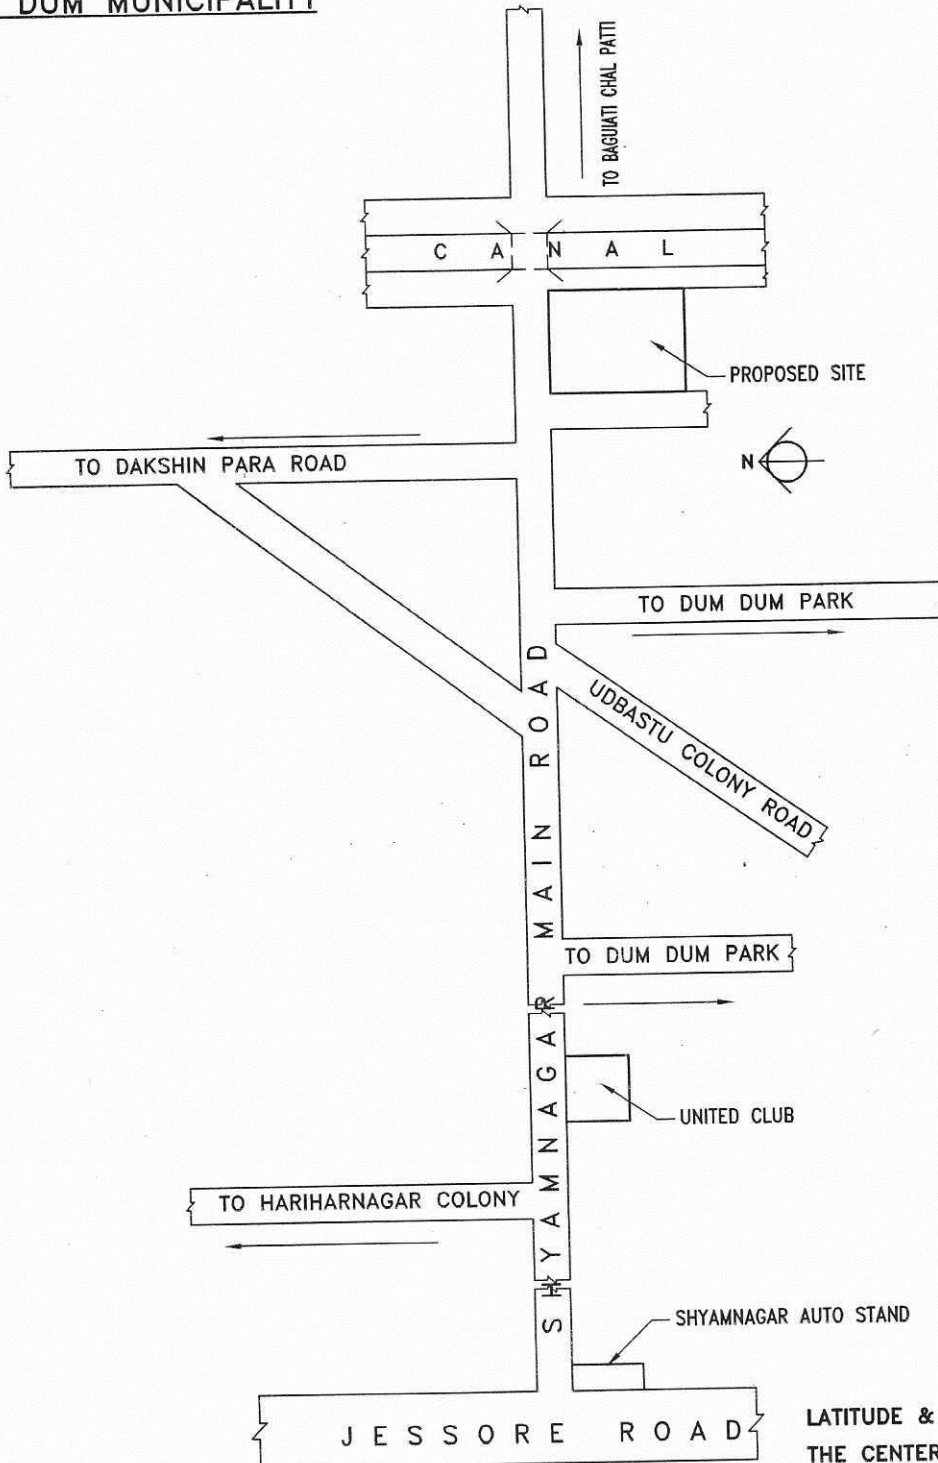 DUM MUNICIPALITY
TO BAGUIATI CHAL PATTI
CANAL
PROPOSED SITE
N
TO DAKSHIN PARA ROAD
TO DUM DUM PARK
UDBASTU COLONY ROAD
TO DUM DUM PARK
SHYAMNAGAR MAIN ROAD
UNITED CLUB
TO HARIHARNAGAR COLONY
SHYAMNAGAR AUTO STAND
JESSORE ROAD
LATITUDE &
THE CENTER